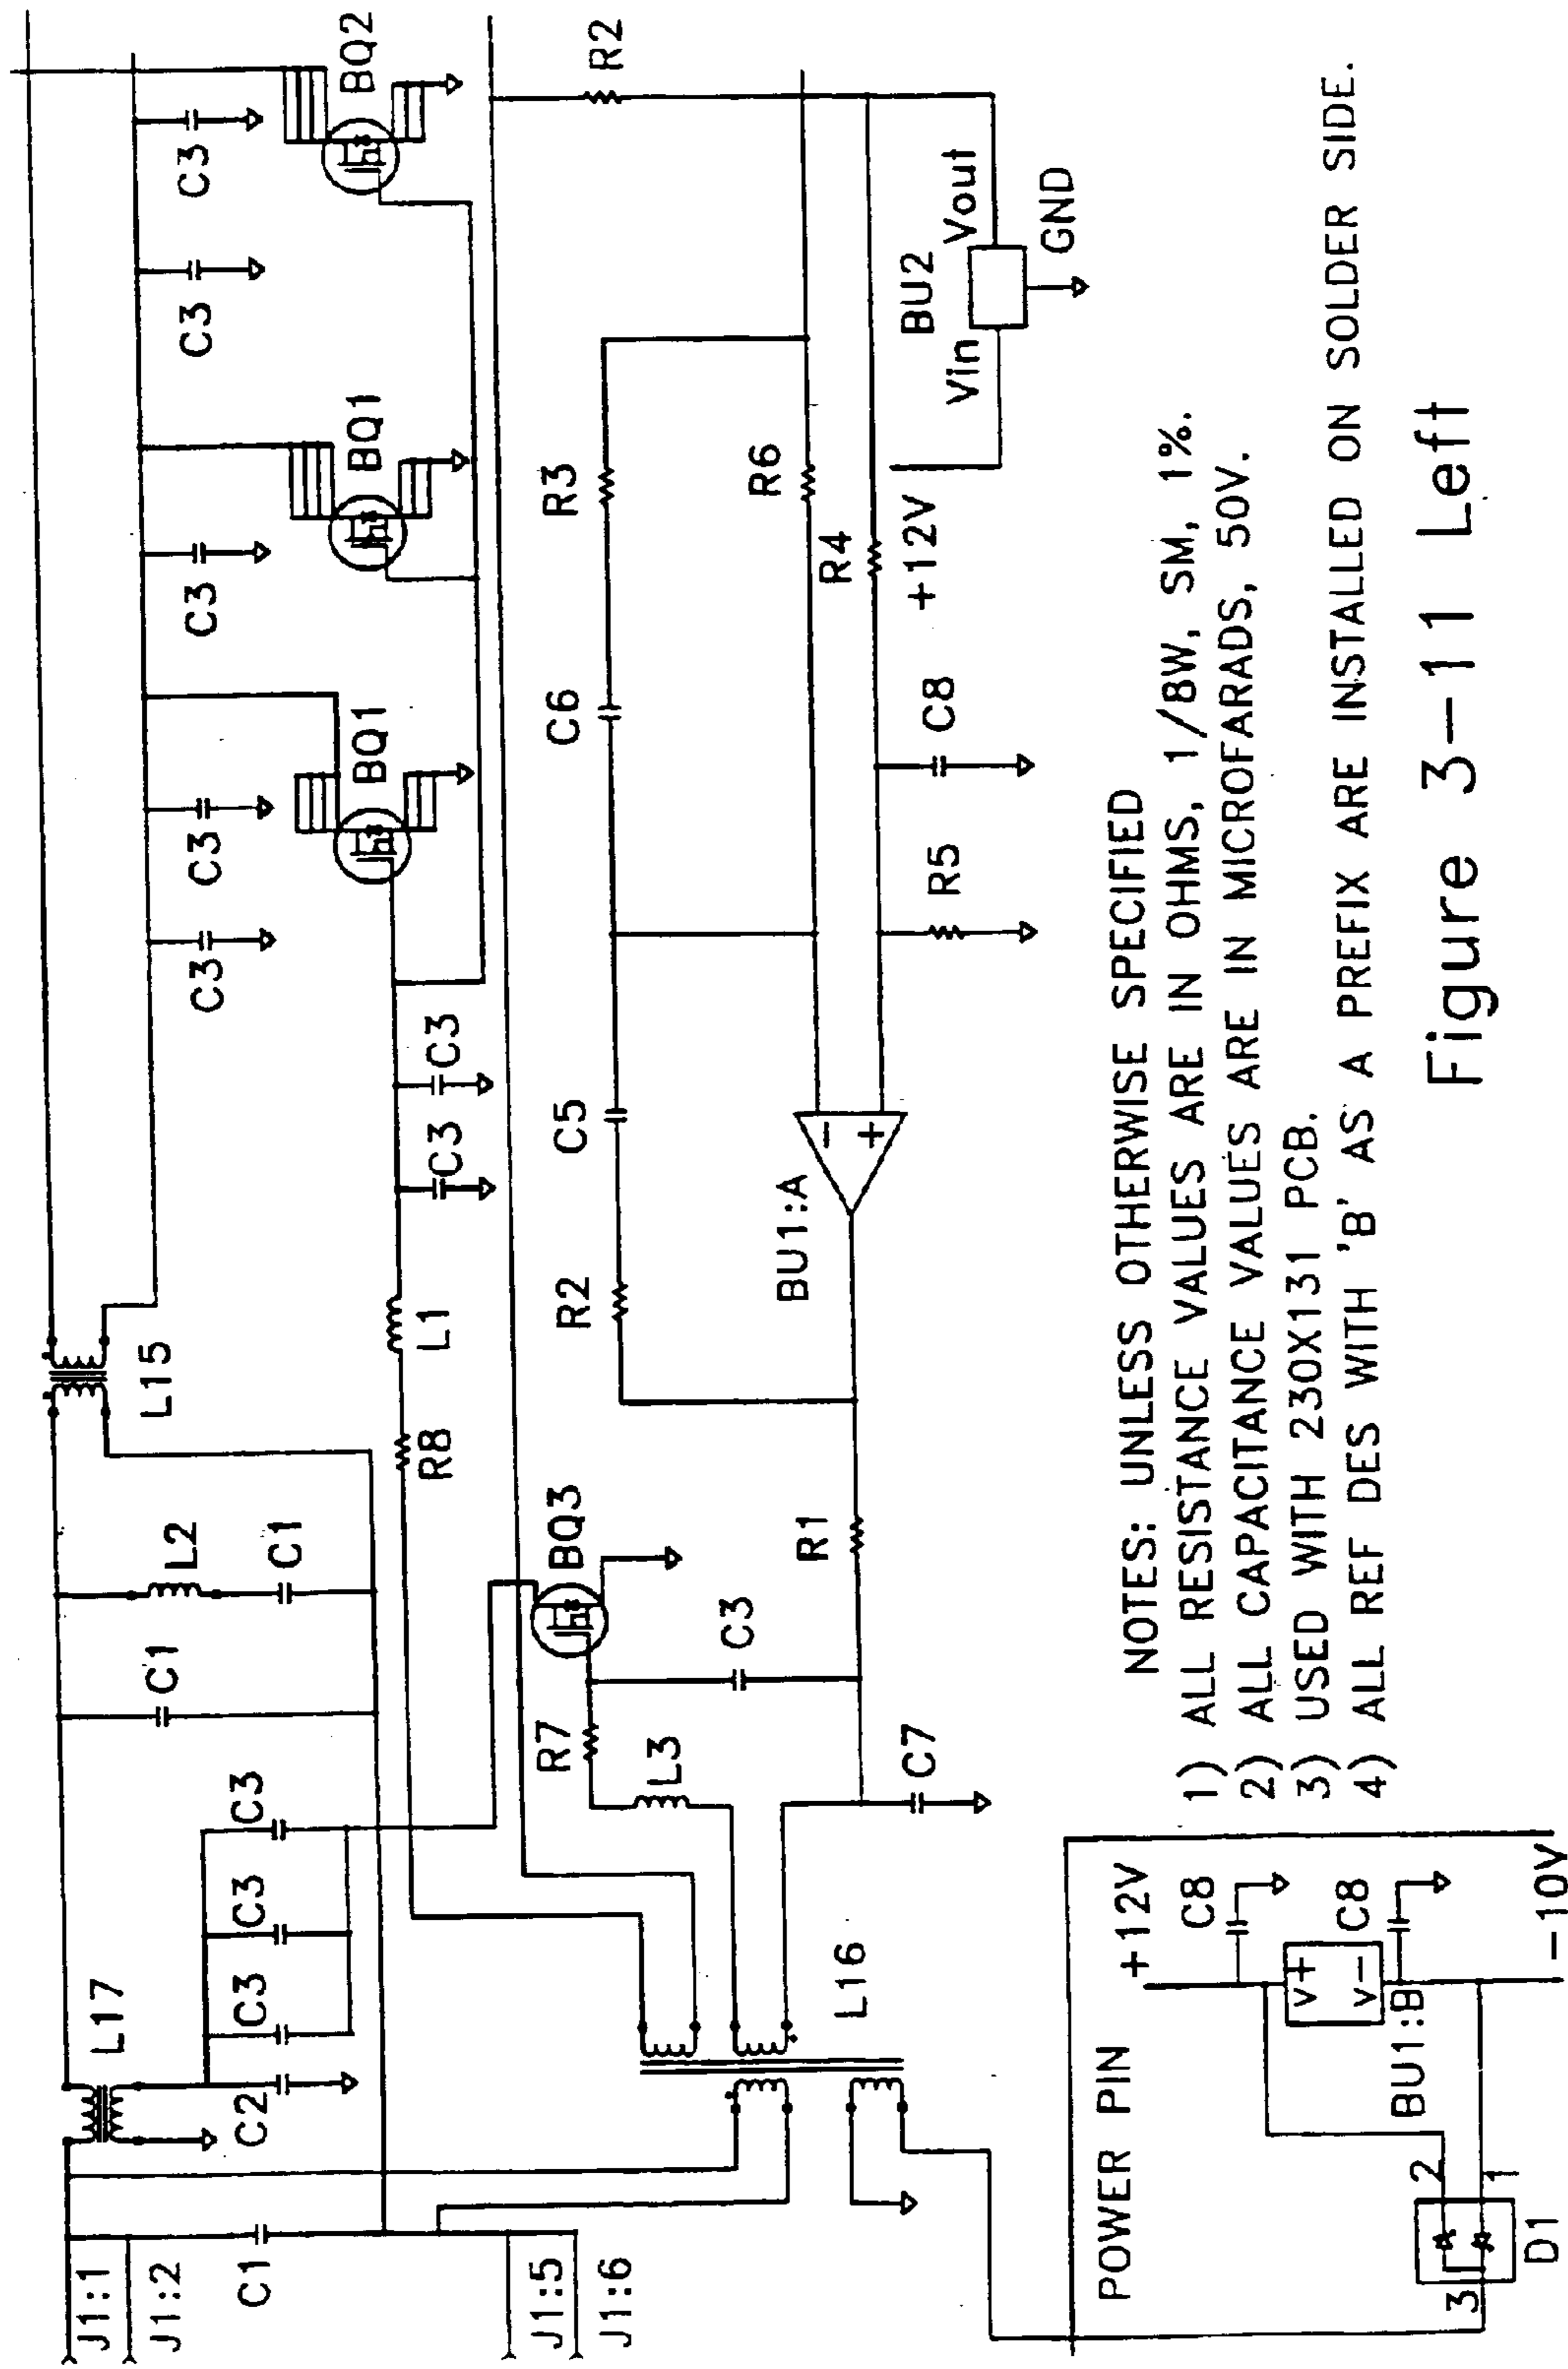 J1:1
J1:2
C1
J1:5
J1:6
L17
C2
C3
C3
C3
C1
L2
C1
L15
R8
L1
C3
C3
C3
C3
C3
C3
C3
BQ1
BQ1
BQ2
L16
R7
L3
BQ3
C3
C7
R1
R2
C5
BU1:A
-
+
C6
R3
R6
R4
R5
C8
+12V
R2
BU2
Vin
Vout
GND
POWER PIN
+12V
C8
V+
V-
C8
BU1:B
-10V
2
1
3
D1
NOTES: UNLESS OTHERWISE SPECIFIED
1) ALL RESISTANCE VALUES ARE IN OHMS, 1/8W, SM, 1%.
2) ALL CAPACITANCE VALUES ARE IN MICROFARADS, 50V.
3) USED WITH 230X131 PCB.
4) ALL REF DES WITH 'B' AS A PREFIX ARE INSTALLED ON SOLDER SIDE.
Figure 3-11 Left